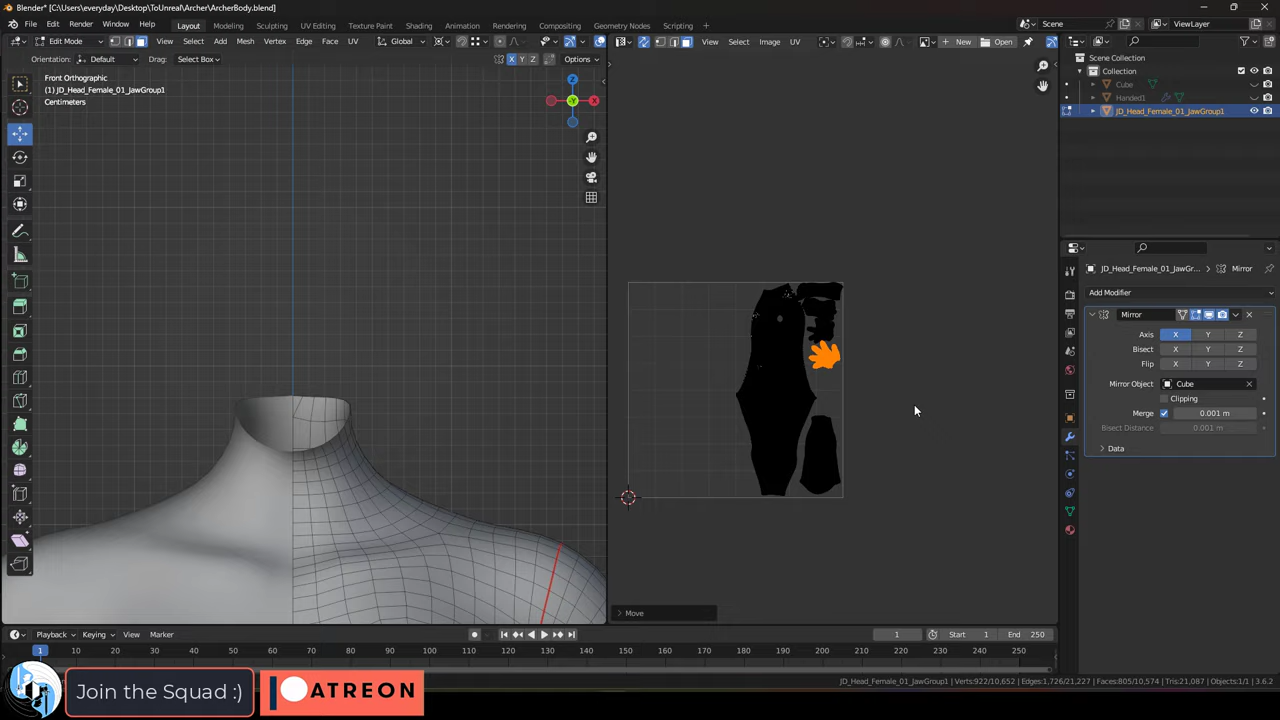 Blender* [C:\Users\everyday\Desktop\ToUnreal\Archer\ArcherBody.blend]
File Edit Render Window Help Layout Modeling Sculpting UV Editing Texture Paint Shading Animation Rendering Compositing Geometry Nodes Scripting
Scene ViewLayer
Edit Mode View Select Add Mesh Vertex Edge Face UV Global
View Select Image UV New Open
Orientation: Default Drag: Select Box X Y Z Options
Front Orthographic
(1) JD_Head_Female_01_JawGroup1
Centimeters
Z
X
-Y
Scene Collection
Collection
Cube
Handed1
JD_Head_Female_01_JawGroup1
JD_Head_Female_01_JawGr... Mirror
Add Modifier
Mirror
Axis X Y Z
Bisect X Y Z
Flip X Y Z
Mirror Object Cube
Clipping
Merge 0.001 m
Bisect Distance 0.001 m
Data
Move
Playback Keying View Marker 1 Start 1 End 250
1 10 20 30 40 50 60 70 80 90 100 110 120 130 140 150 160 170 180 190 200 210 220 230 240 250
JD_Head_Female_01_JawGroup1 | Verts:922/10,652 | Edges:1,726/21,227 | Faces:805/10,574 | Tris:21,087 | Objects:1/1 | 3.6.2
Join the Squad :)
PATREON